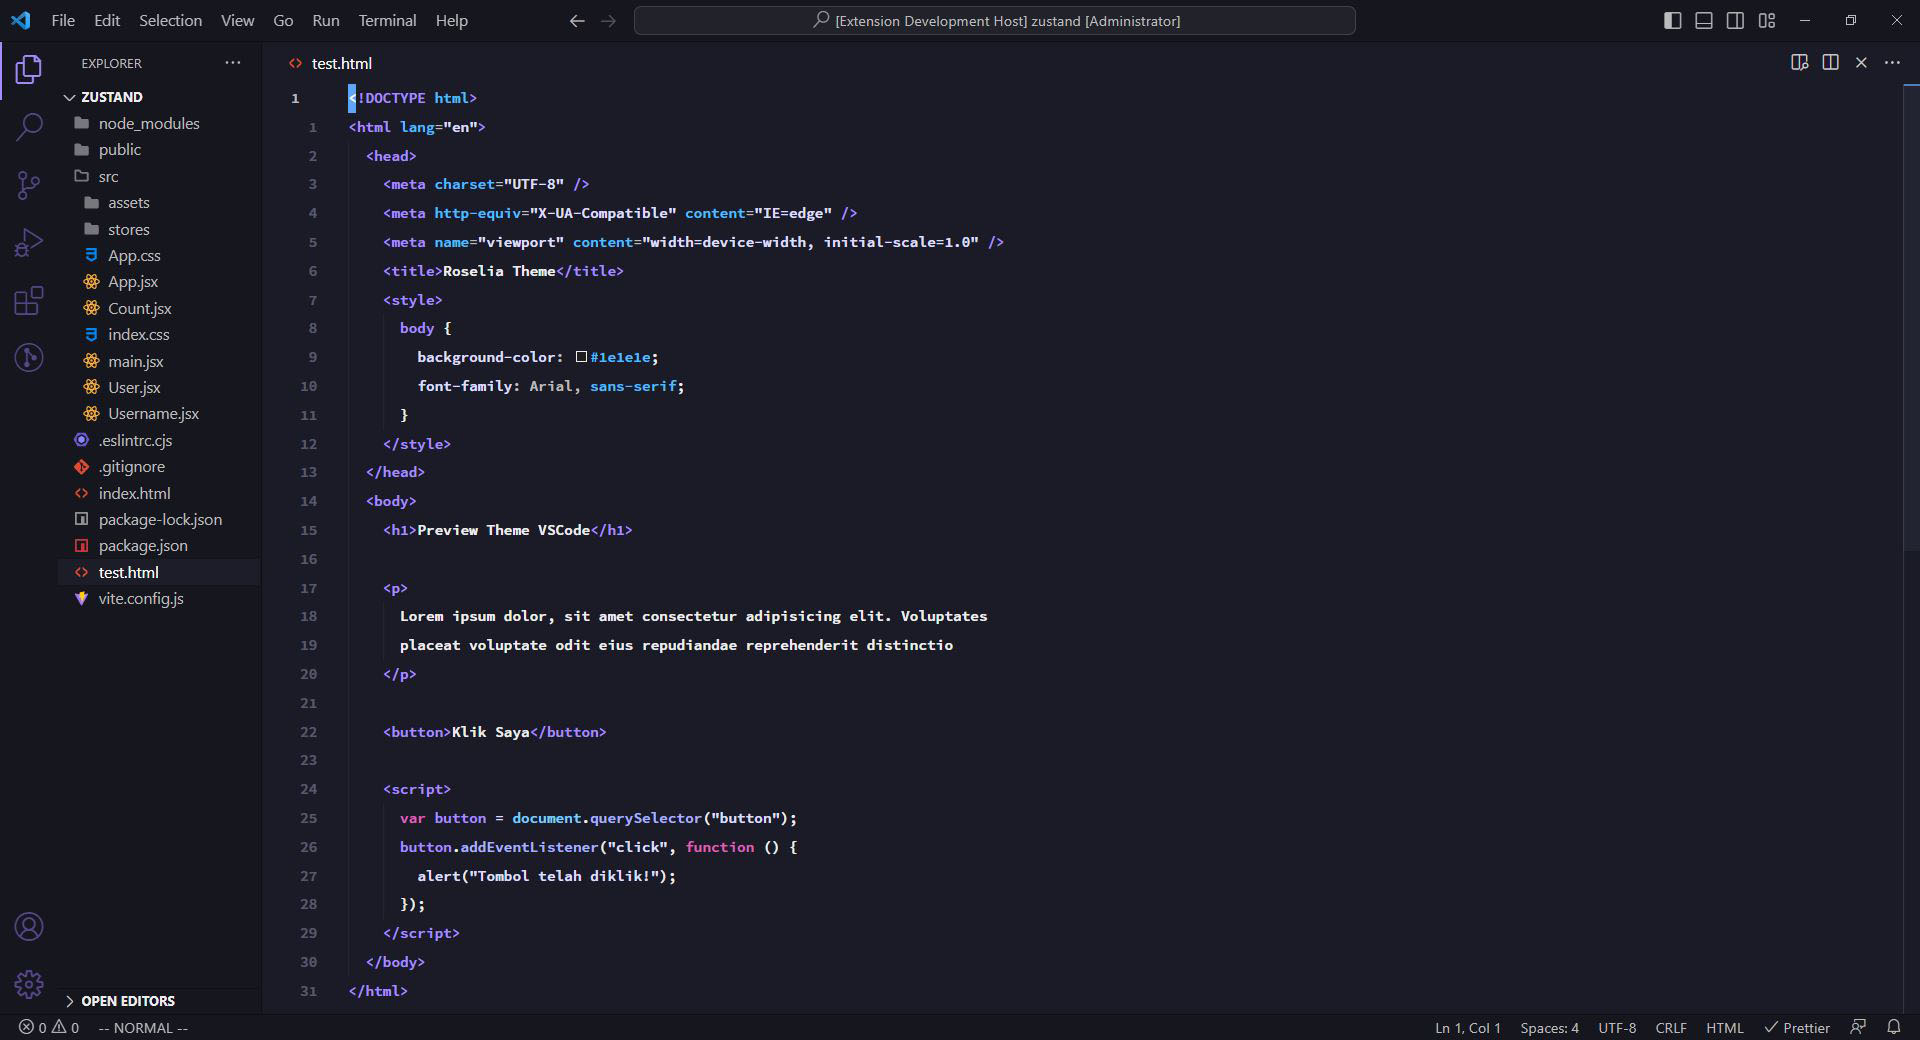 File Edit Selection View Go Run Terminal Help
[Extension Development Host] zustand [Administrator]
EXPLORER
ZUSTAND
node_modules
public
src
assets
stores
App.css
App.jsx
Count.jsx
index.css
main.jsx
User.jsx
Username.jsx
.eslintrc.cjs
.gitignore
index.html
package-lock.json
package.json
test.html
vite.config.js
OPEN EDITORS
test.html
1 <!DOCTYPE html>
1 <html lang="en">
2 <head>
3 <meta charset="UTF-8" />
4 <meta http-equiv="X-UA-Compatible" content="IE=edge" />
5 <meta name="viewport" content="width=device-width, initial-scale=1.0" />
6 <title>Roselia Theme</title>
7 <style>
8 body {
9 background-color: #1e1e1e;
10 font-family: Arial, sans-serif;
11 }
12 </style>
13 </head>
14 <body>
15 <h1>Preview Theme VSCode</h1>
16
17 <p>
18 Lorem ipsum dolor, sit amet consectetur adipisicing elit. Voluptates
19 placeat voluptate odit eius repudiandae reprehenderit distinctio
20 </p>
21
22 <button>Klik Saya</button>
23
24 <script>
25 var button = document.querySelector("button");
26 button.addEventListener("click", function () {
27 alert("Tombol telah diklik!");
28 });
29 </script>
30 </body>
31 </html>
0 0 -- NORMAL -- Ln 1, Col 1 Spaces: 4 UTF-8 CRLF HTML Prettier